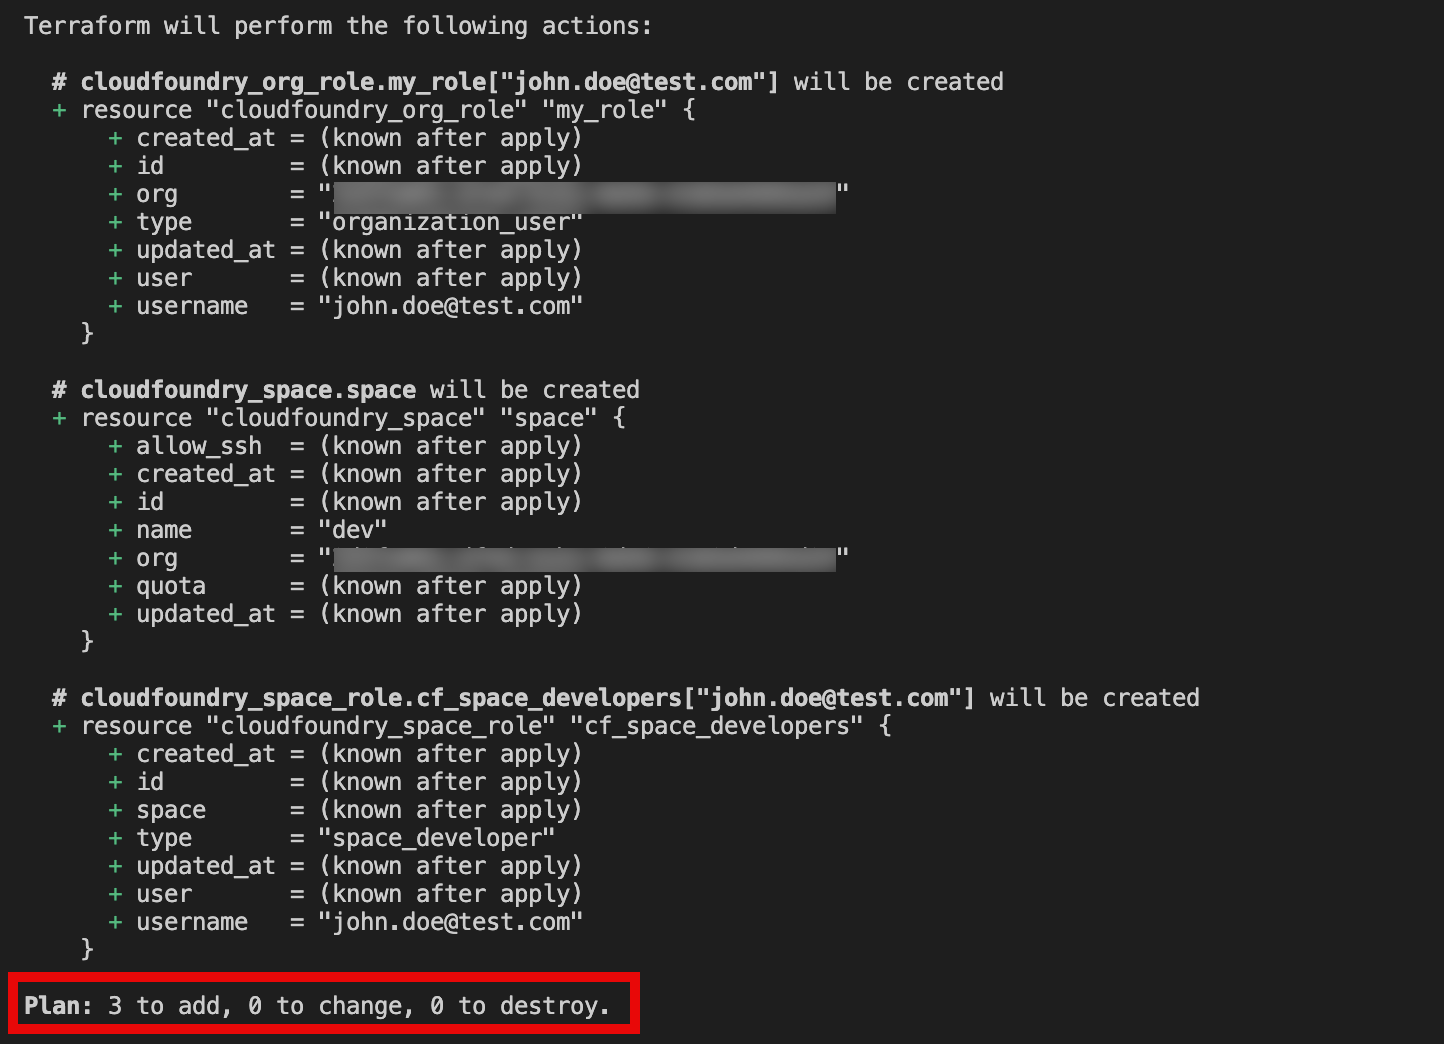 Terraform will perform the following actions:
# cloudfoundry_org_role.my_role["john.doe@test.com"] will be created
+ resource "cloudfoundry_org_role" "my_role" {
+ created_at = (known after apply)
+ id = (known after apply)
+ org = " "
+ type = "organization_user"
+ updated_at = (known after apply)
+ user = (known after apply)
+ username = "john.doe@test.com"
}
# cloudfoundry_space.space will be created
+ resource "cloudfoundry_space" "space" {
+ allow_ssh = (known after apply)
+ created_at = (known after apply)
+ id = (known after apply)
+ name = "dev"
+ org = " "
+ quota = (known after apply)
+ updated_at = (known after apply)
}
# cloudfoundry_space_role.cf_space_developers["john.doe@test.com"] will be created
+ resource "cloudfoundry_space_role" "cf_space_developers" {
+ created_at = (known after apply)
+ id = (known after apply)
+ space = (known after apply)
+ type = "space_developer"
+ updated_at = (known after apply)
+ user = (known after apply)
+ username = "john.doe@test.com"
}
Plan: 3 to add, 0 to change, 0 to destroy.